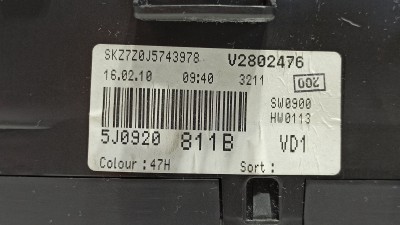 SKZ7Z0J5743978 V2802476
16.02.10 09:40 3211 200
SW0900
HW0113
5J0920 811B VD1
Colour: 47H Sort: